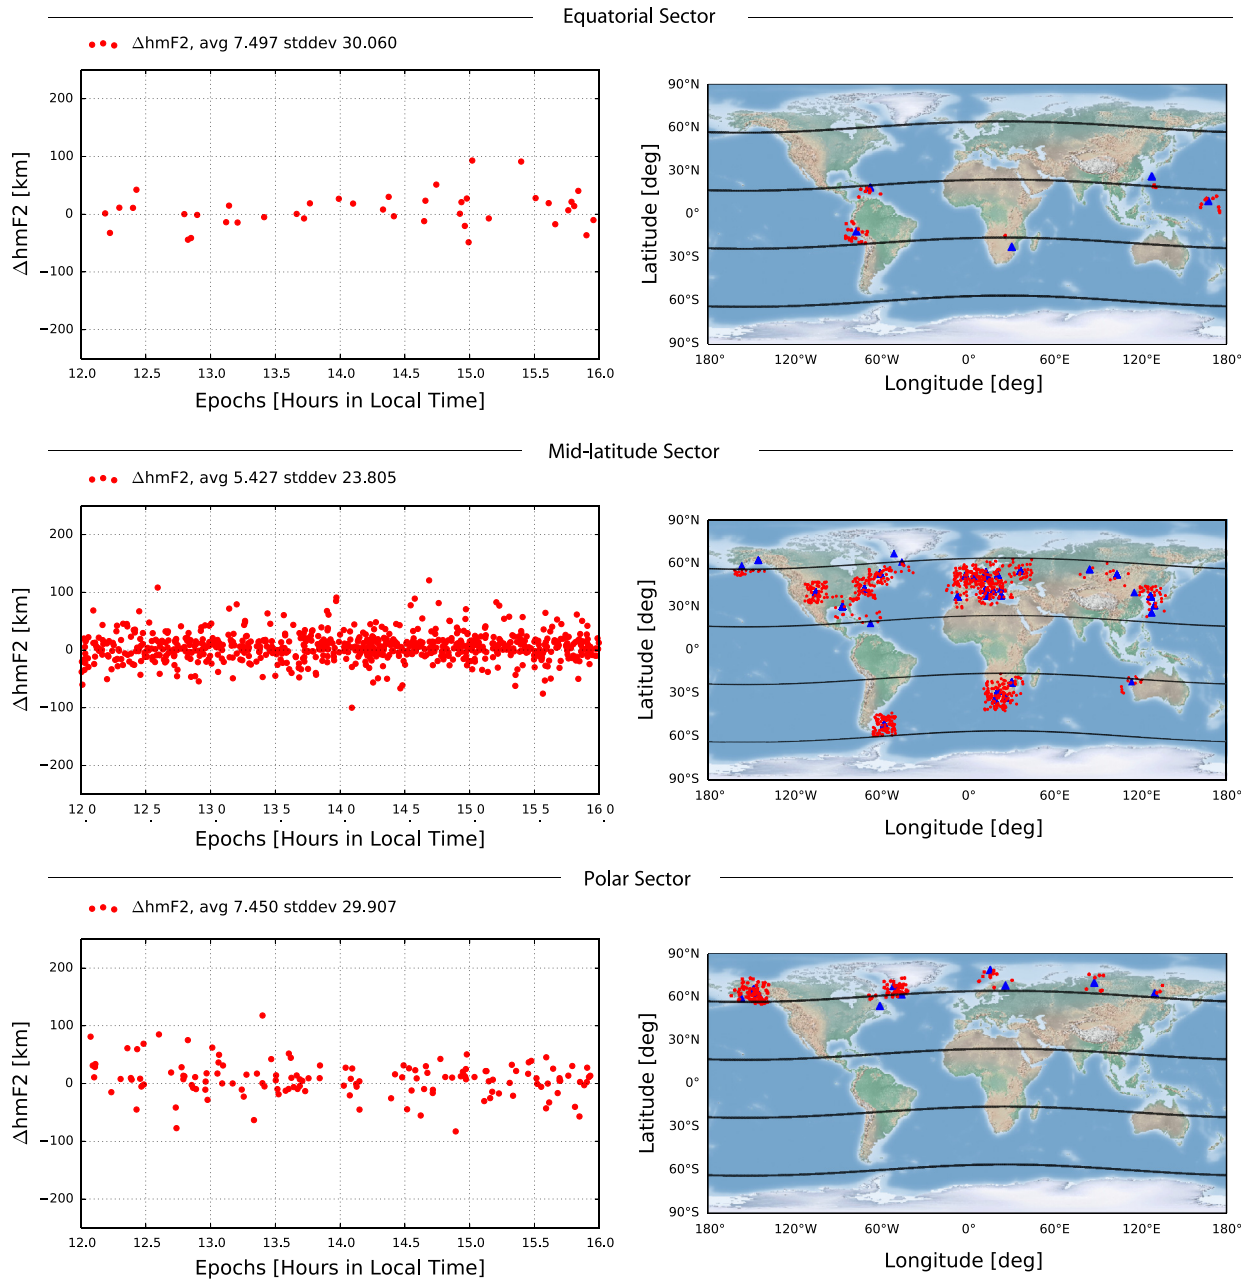 Equatorial Sector
ΔhmF2, avg 7.497 stddev 30.060
200
100
0
−100
−200
ΔhmF2 [km]
12.0 12.5 13.0 13.5 14.0 14.5 15.0 15.5 16.0
Epochs [Hours in Local Time]
90°N
60°N
30°N
0°
30°S
60°S
90°S
Latitude [deg]
180° 120°W 60°W 0° 60°E 120°E 180°
Longitude [deg]
Mid-latitude Sector
ΔhmF2, avg 5.427 stddev 23.805
200
100
0
−100
−200
ΔhmF2 [km]
12.0 12.5 13.0 13.5 14.0 14.5 15.0 15.5 16.0
Epochs [Hours in Local Time]
90°N
60°N
30°N
0°
30°S
60°S
90°S
Latitude [deg]
180° 120°W 60°W 0° 60°E 120°E 180°
Longitude [deg]
Polar Sector
ΔhmF2, avg 7.450 stddev 29.907
200
100
0
−100
−200
ΔhmF2 [km]
12.0 12.5 13.0 13.5 14.0 14.5 15.0 15.5 16.0
Epochs [Hours in Local Time]
90°N
60°N
30°N
0°
30°S
60°S
90°S
Latitude [deg]
180° 120°W 60°W 0° 60°E 120°E 180°
Longitude [deg]